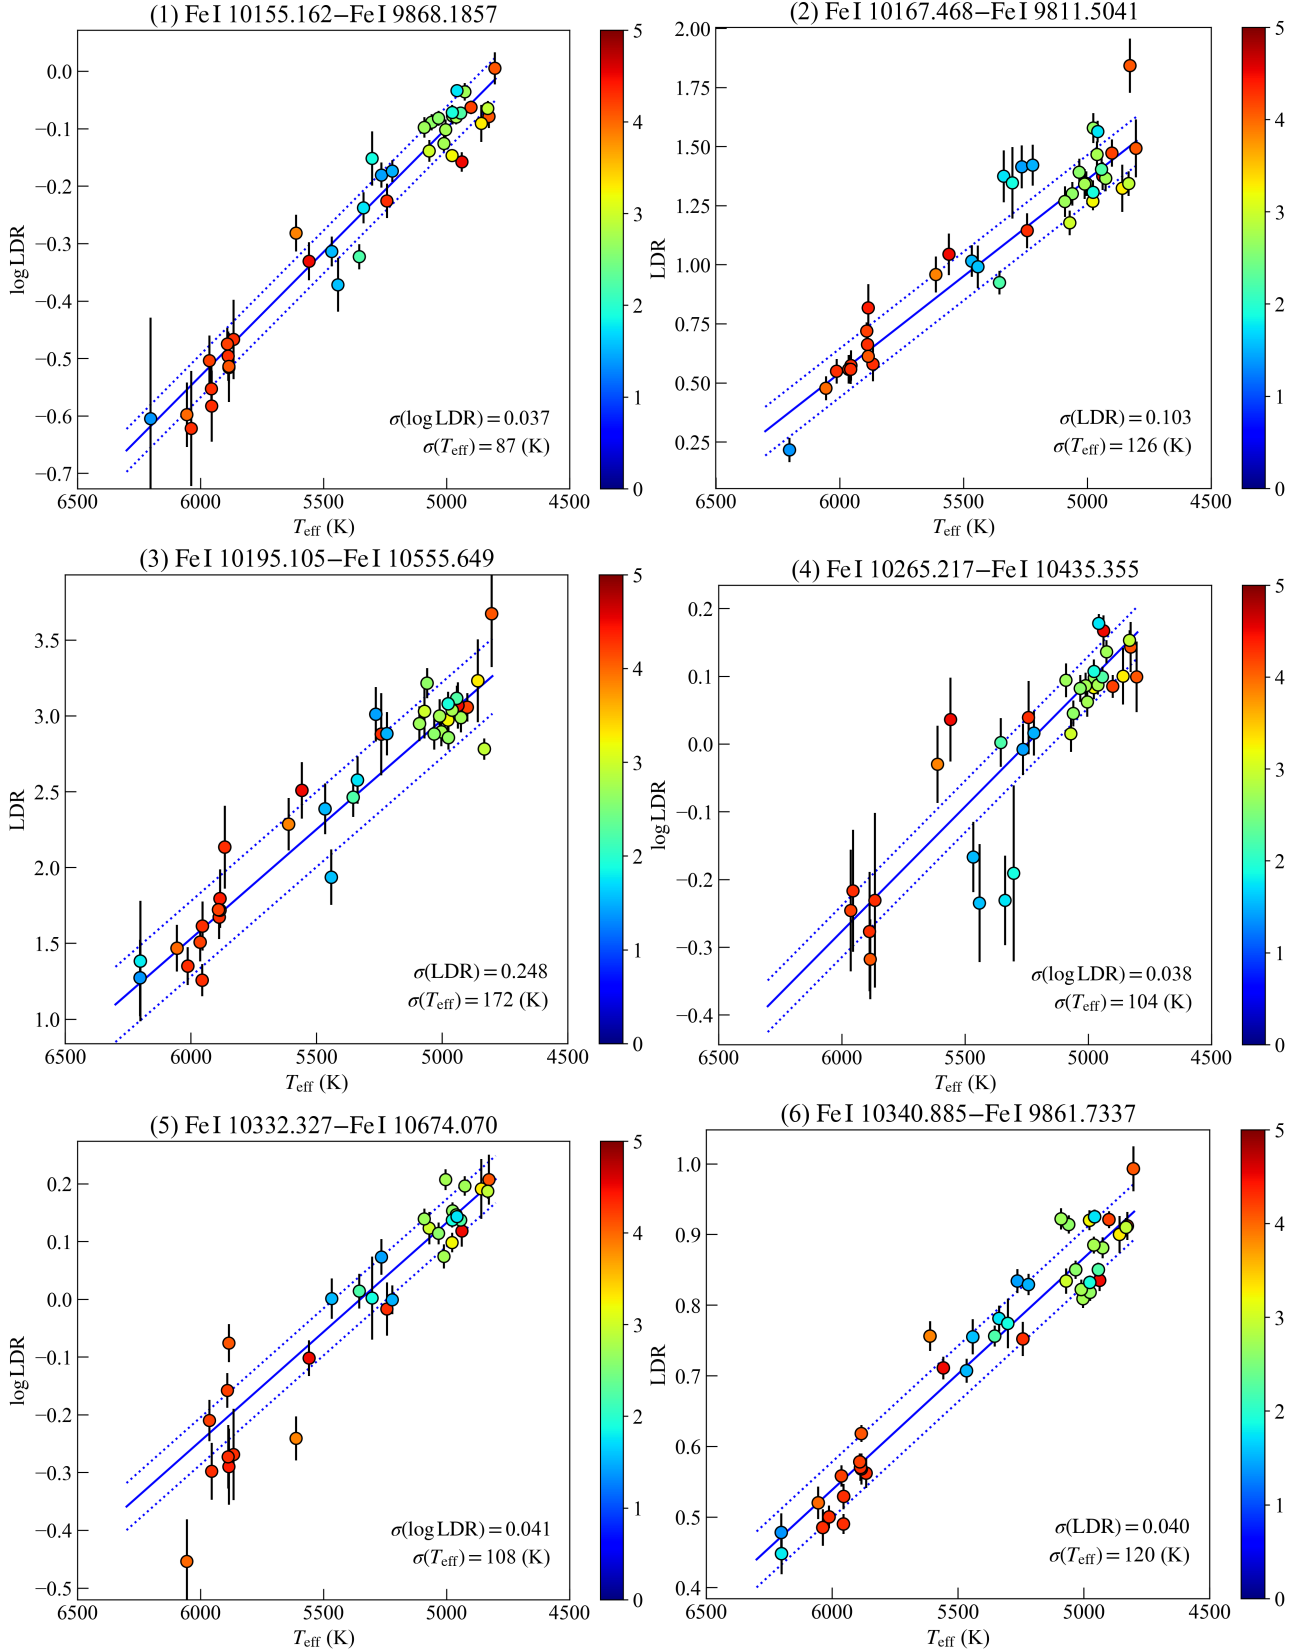 (1) Fe I 10155.162−Fe I 9868.1857
0.0
−0.1
−0.2
−0.3
−0.4
−0.5
−0.6
−0.7
log LDR
σ(log LDR) = 0.037
σ(Teff) = 87 (K)
6500 6000 5500 5000 4500
Teff (K)
5
4
3
2
1
0
(2) Fe I 10167.468−Fe I 9811.5041
2.00
1.75
1.50
1.25
1.00
0.75
0.50
0.25
LDR
σ(LDR) = 0.103
σ(Teff) = 126 (K)
6500 6000 5500 5000 4500
Teff (K)
5
4
3
2
1
0
(3) Fe I 10195.105−Fe I 10555.649
3.5
3.0
2.5
2.0
1.5
1.0
LDR
σ(LDR) = 0.248
σ(Teff) = 172 (K)
6500 6000 5500 5000 4500
Teff (K)
5
4
3
2
1
0
(4) Fe I 10265.217−Fe I 10435.355
0.2
0.1
0.0
−0.1
−0.2
−0.3
−0.4
log LDR
σ(log LDR) = 0.038
σ(Teff) = 104 (K)
6500 6000 5500 5000 4500
Teff (K)
5
4
3
2
1
0
(5) Fe I 10332.327−Fe I 10674.070
0.2
0.1
0.0
−0.1
−0.2
−0.3
−0.4
−0.5
log LDR
σ(log LDR) = 0.041
σ(Teff) = 108 (K)
6500 6000 5500 5000 4500
Teff (K)
5
4
3
2
1
0
(6) Fe I 10340.885−Fe I 9861.7337
1.0
0.9
0.8
0.7
0.6
0.5
0.4
LDR
σ(LDR) = 0.040
σ(Teff) = 120 (K)
6500 6000 5500 5000 4500
Teff (K)
5
4
3
2
1
0